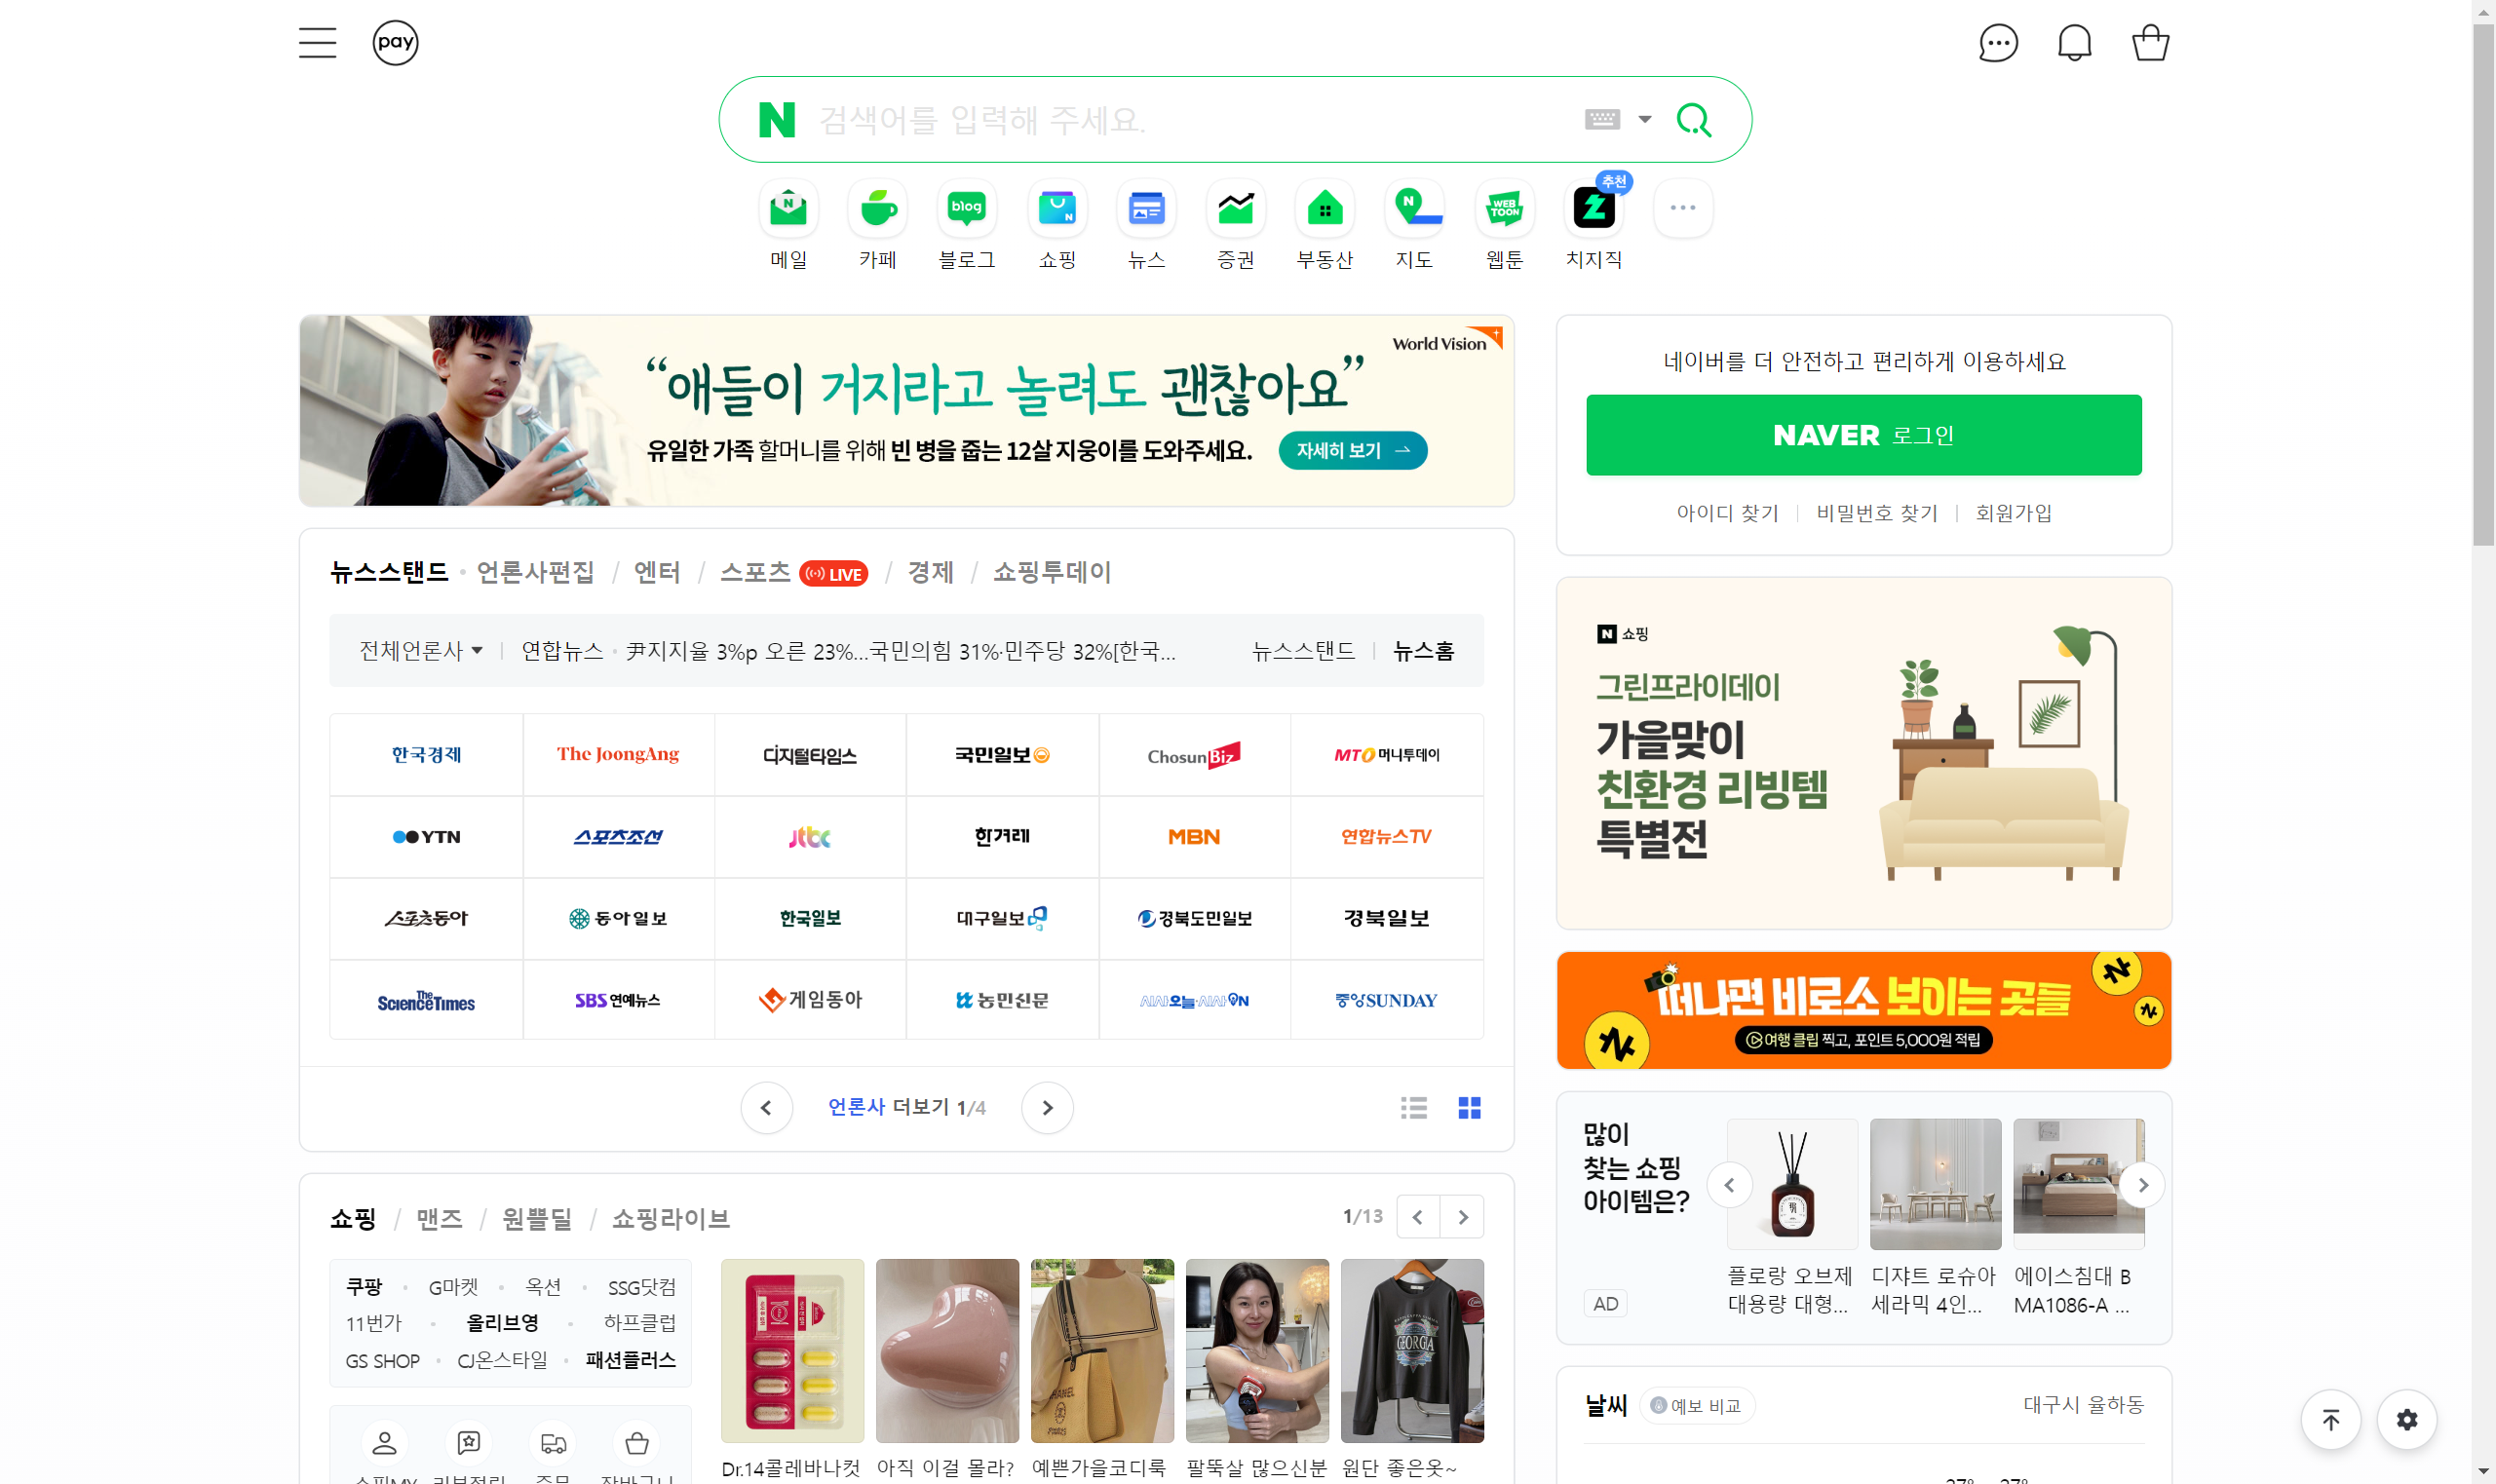 pay
검색어를 입력해 주세요.
메일
카페
blog
블로그
쇼핑
뉴스
증권
부동산
지도
WEB
TOON
웹툰
추천
치지직
World Vision
“애들이 거지라고 놀려도 괜찮아요”
유일한 가족 할머니를 위해 빈 병을 줍는 12살 지웅이를 도와주세요.
자세히 보기 →
네이버를 더 안전하고 편리하게 이용하세요
NAVER 로그인
아이디 찾기
비밀번호 찾기
회원가입
뉴스스탠드 · 언론사편집 / 엔터 / 스포츠 LIVE / 경제 / 쇼핑투데이
전체언론사
연합뉴스 · 尹지지율 3%p 오른 23%…국민의힘 31%·민주당 32%[한국...
뉴스스탠드
뉴스홈
한국경제
The JoongAng
디지털타임스
국민일보
ChosunBiz
MT 머니투데이
YTN
스포츠조선
jtbc
한겨레
MBN
연합뉴스TV
스포츠동아
동아일보
한국일보
대구일보
경북도민일보
경북일보
The
ScienceTimes
SBS 연예뉴스
게임동아
농민신문
시사오늘·시사ON
중앙SUNDAY
언론사 더보기 1/4
N 쇼핑
그린프라이데이
가을맞이
친환경 리빙템
특별전
떠나면 비로소 보이는 곳들
여행 클립 찍고, 포인트 5,000원 적립
많이
찾는 쇼핑
아이템은?
AD
플로랑 오브제
대용량 대형...
디쟈트 로슈아
세라믹 4인...
에이스침대 B
MA1086-A ...
쇼핑 / 맨즈 / 원쁠딜 / 쇼핑라이브
1/13
쿠팡 · G마켓 · 옥션 · SSG닷컴
11번가 · 올리브영 · 하프클럽
GS SHOP · CJ온스타일 · 패션플러스
GEORGIA
Dr.14콜레바나컷
아직 이걸 몰라?
예쁜가을코디룩
팔뚝살 많으신분
원단 좋은옷~
날씨
예보 비교
대구시 율하동